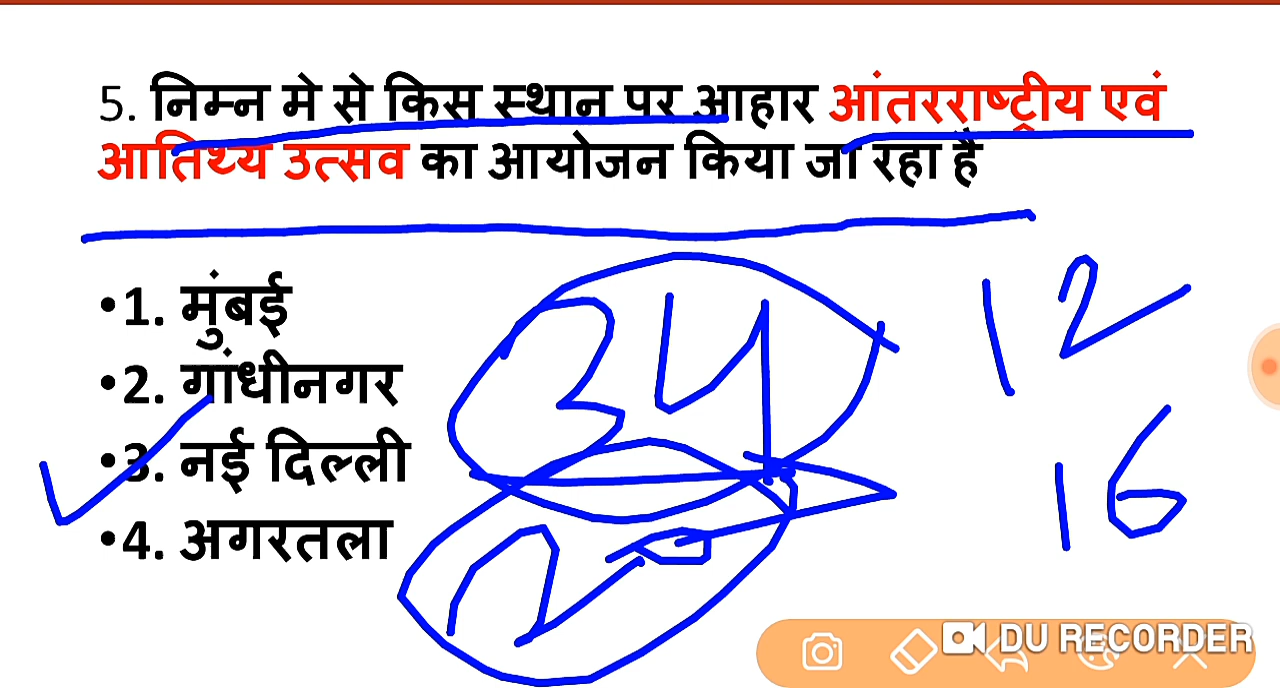 5. निम्न मे से किस स्थान पर आहार आंतरराष्ट्रीय एवं
आतिथ्य उत्सव का आयोजन किया जा रहा है
•1. मुंबई
•2. गांधीनगर
•3. नई दिल्ली
•4. अगरतला
34
12
16
DU RECORDER